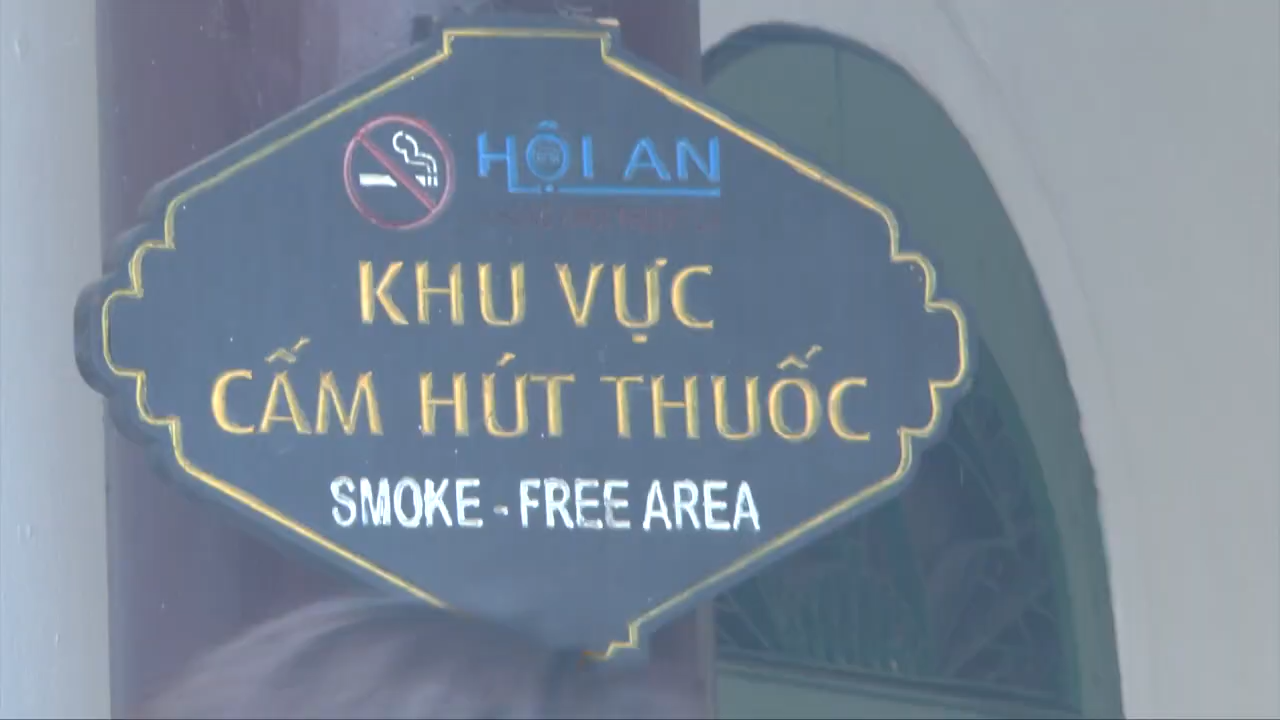 HỘI AN
KHU VỰC
CẤM HÚT THUỐC
SMOKE - FREE AREA